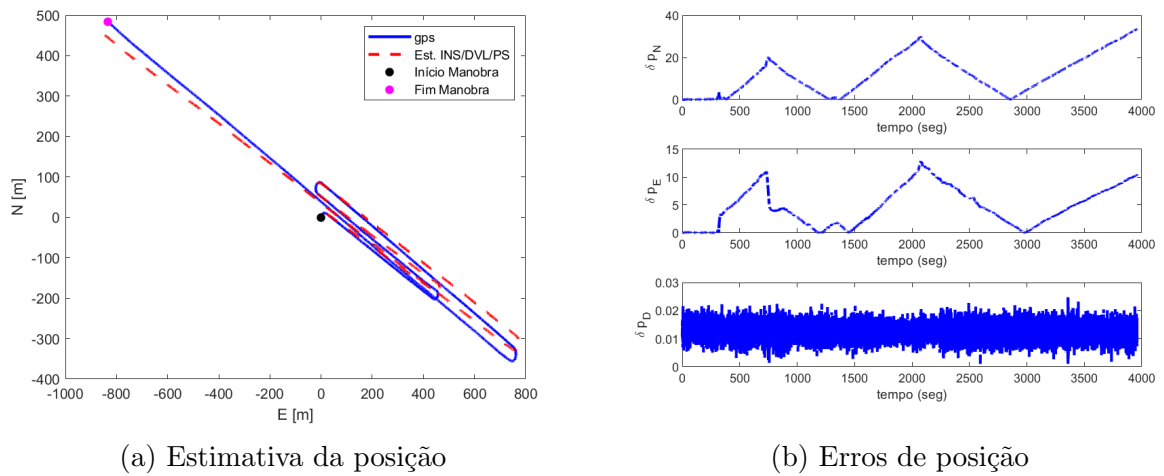 500
400
300
200
100
0
-100
-200
-300
-400
N [m]
-1000 -800 -600 -400 -200 0 200 400 600 800
E [m]
gps
Est. INS/DVL/PS
Início Manobra
Fim Manobra
(a) Estimativa da posição
40
20
0
δ p_N
0 500 1000 1500 2000 2500 3000 3500 4000
tempo (seg)
15
10
5
0
δ p_E
0 500 1000 1500 2000 2500 3000 3500 4000
tempo (seg)
0.03
0.02
0.01
0
δ p_D
0 500 1000 1500 2000 2500 3000 3500 4000
tempo (seg)
(b) Erros de posição